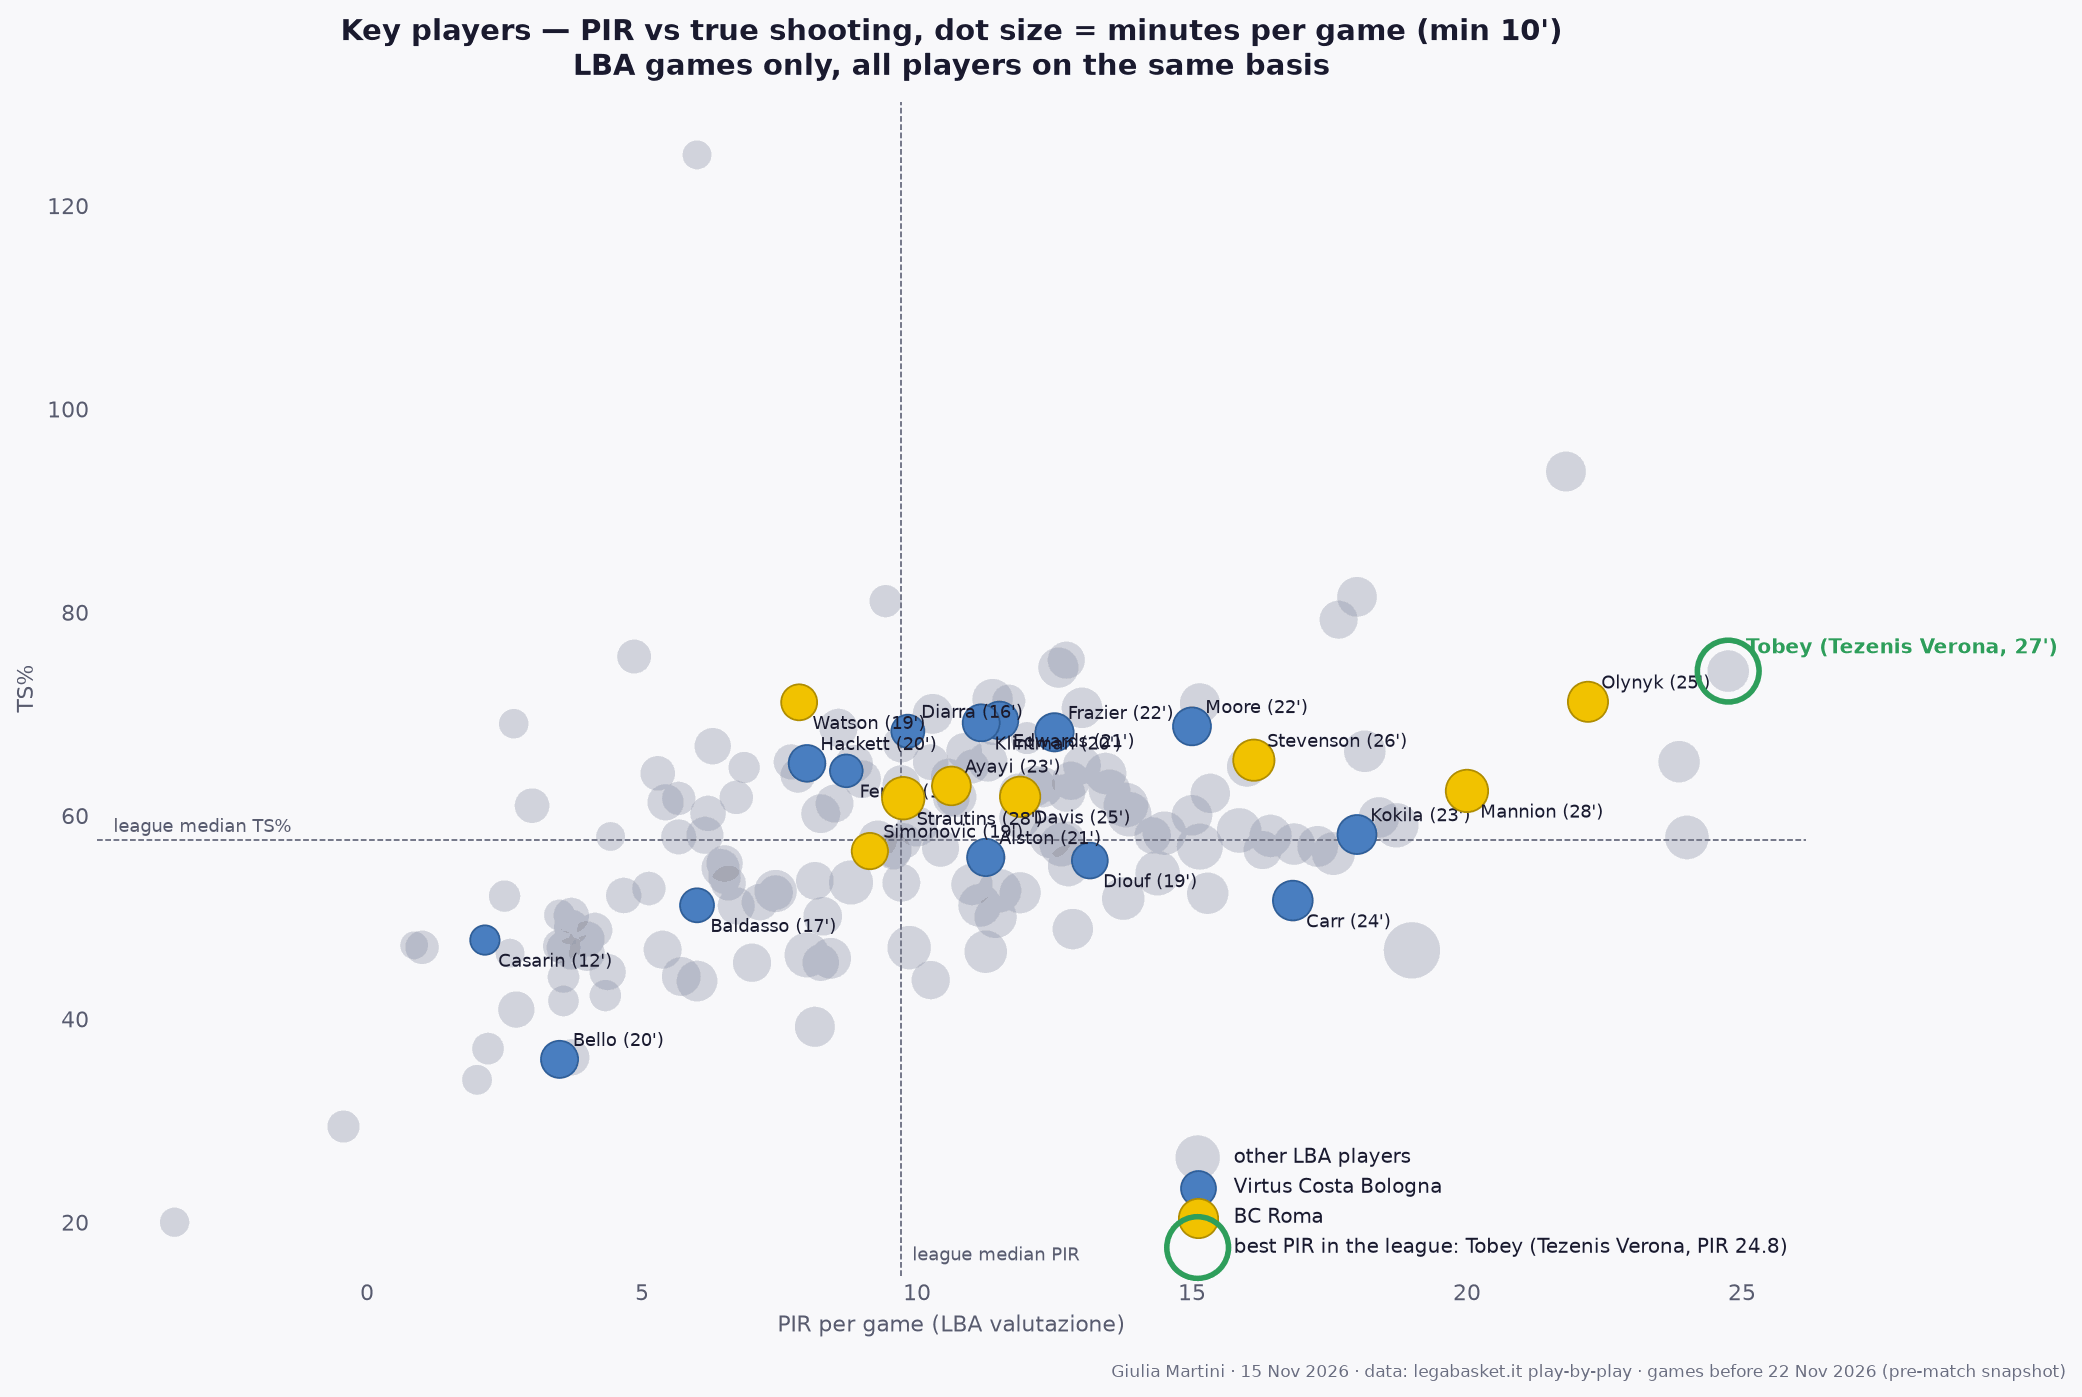 Key players — PIR vs true shooting, dot size = minutes per game (min 10')
LBA games only, all players on the same basis
120
100
80
60
40
20
TS%
Tobey (Tezenis Verona, 27')
Olynyk (25')
Moore (22')
Diarra (16')
Frazier (22')
Watson (19')
Hackett (20')
Edwards (21')
Klintman (20')
Stevenson (26')
Ayayi (23')
Mannion (28')
Kokila (23')
Strautins (28')
Davis (25')
league median TS%
Simonovic (19')
Alston (21')
Diouf (19')
Carr (24')
Baldasso (17')
Casarin (12')
Bello (20')
other LBA players
Virtus Costa Bologna
BC Roma
best PIR in the league: Tobey (Tezenis Verona, PIR 24.8)
league median PIR
0 5 10 15 20 25
PIR per game (LBA valutazione)
Giulia Martini · 15 Nov 2026 · data: legabasket.it play-by-play · games before 22 Nov 2026 (pre-match snapshot)